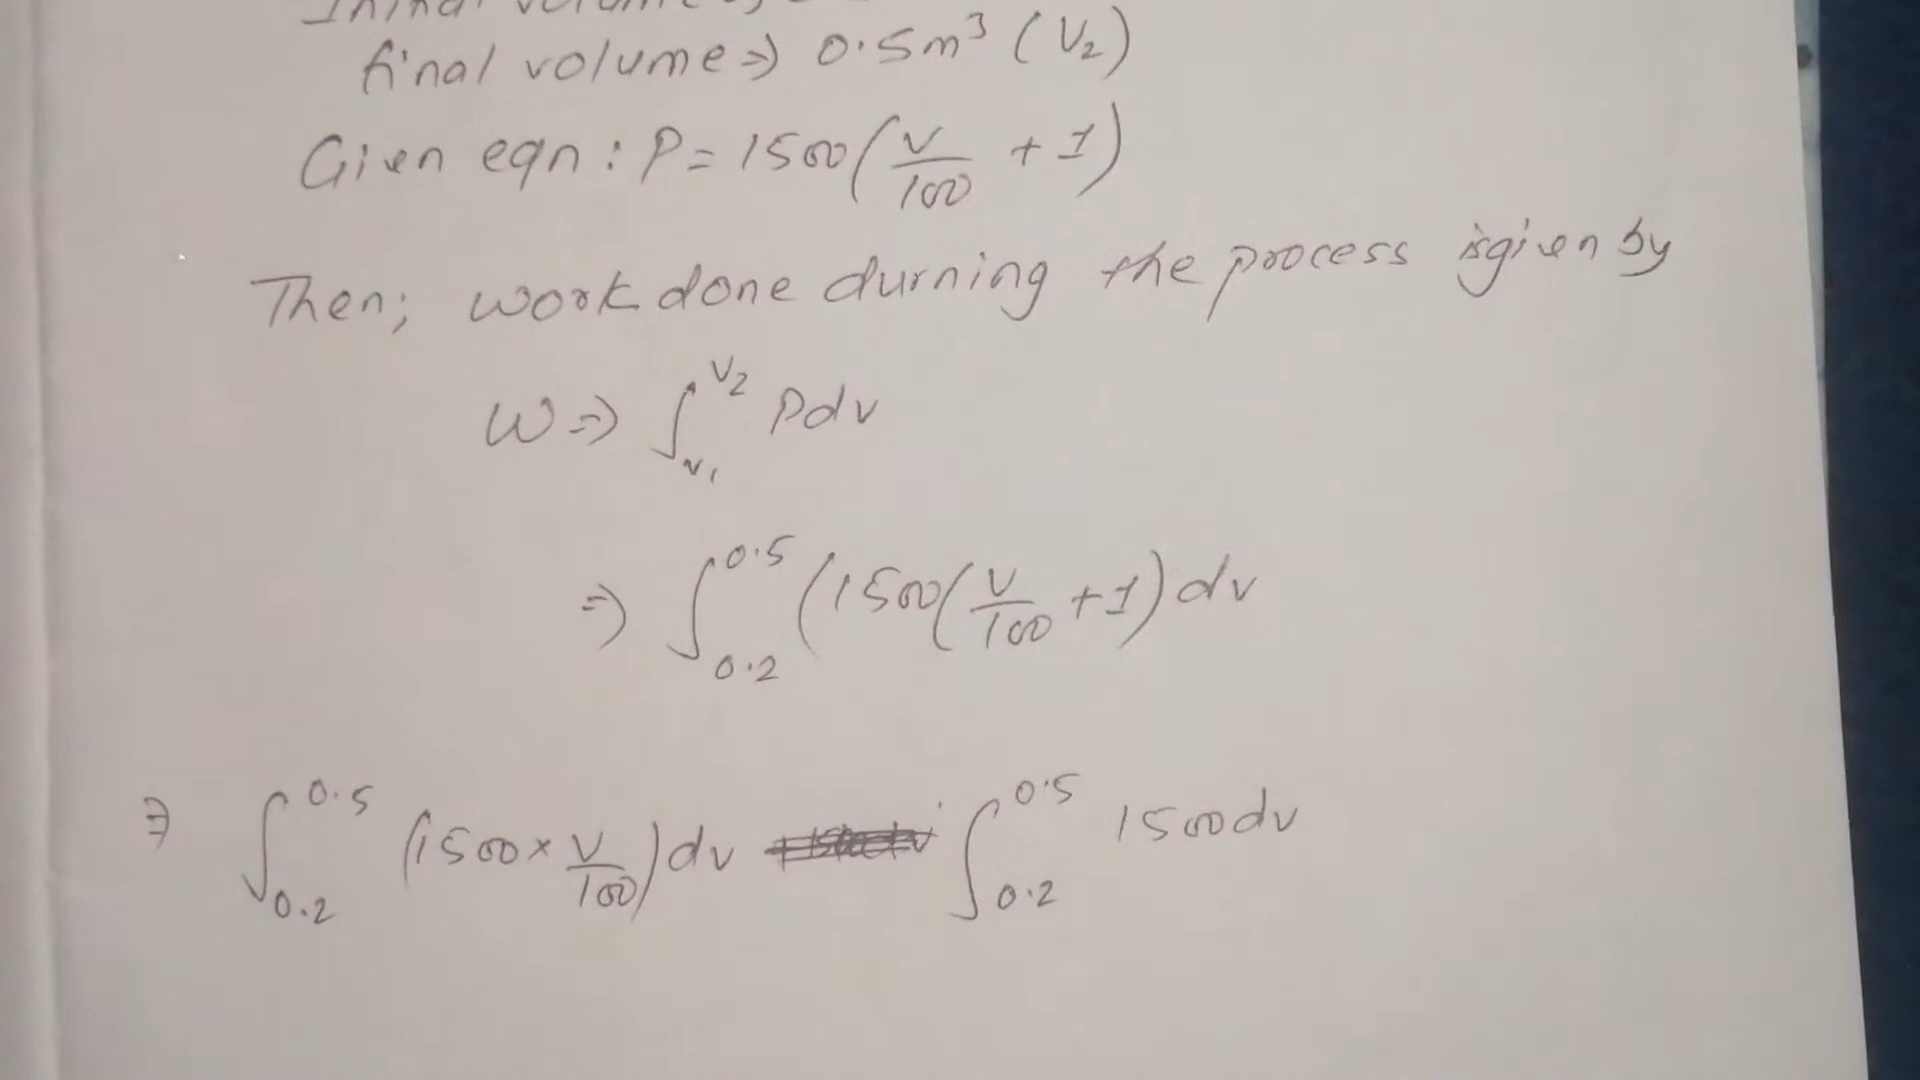 final volume ⇒ 0.5m³ (V₂)
Given eqn : P = 1500(v/100 + 1)
Then; work done durning the process is given by
W ⇒ ∫_{v₁}^{V₂} Pdv
⇒ ∫_{0.2}^{0.5} (1500(v/100 + 1) dv
⇒ ∫_{0.2}^{0.5} (1500 × v/100) dv ∫_{0.2}^{0.5} 1500 dv